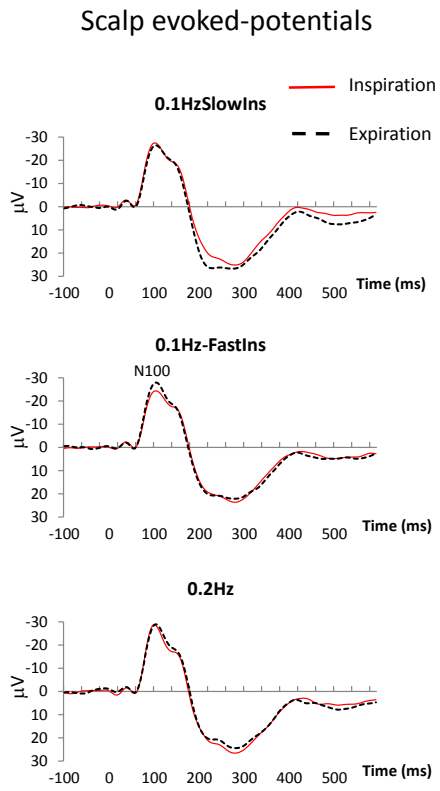 Scalp evoked-potentials
Inspiration
Expiration
0.1HzSlowIns
-30
-20
-10
0
10
20
30
μV
-100 0 100 200 300 400 500
Time (ms)
0.1Hz-FastIns
N100
-30
-20
-10
0
10
20
30
μV
-100 0 100 200 300 400 500
Time (ms)
0.2Hz
-30
-20
-10
0
10
20
30
μV
-100 0 100 200 300 400 500
Time (ms)